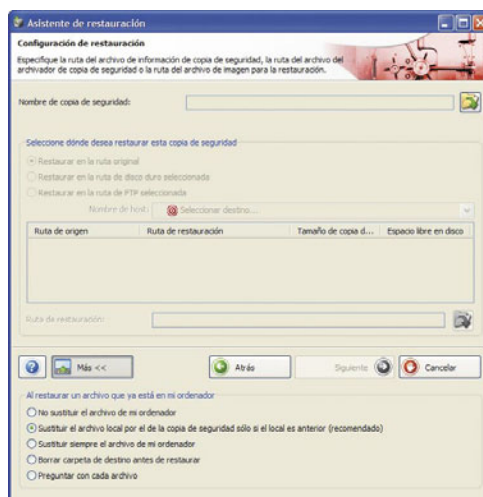 Asistente de restauración
Configuración de restauración
Especifique la ruta del archivo de información de copia de seguridad, la ruta del archivo del
archivador de copia de seguridad o la ruta del archivo de imagen para la restauración.
Nombre de copia de seguridad:
Seleccione dónde desea restaurar esta copia de seguridad
Restaurar en la ruta original
Restaurar en la ruta de disco duro seleccionada
Restaurar en la ruta de FTP seleccionada
Nombre de host: Seleccionar destino...
Ruta de origen Ruta de restauración Tamaño de copia d... Espacio libre en disco
Ruta de restauración:
Más << Atrás Siguiente Cancelar
Al restaurar un archivo que ya está en mi ordenador
No sustituir el archivo de mi ordenador
Sustituir el archivo local por el de la copia de seguridad sólo si el local es anterior (recomendado)
Sustituir siempre el archivo de mi ordenador
Borrar carpeta de destino antes de restaurar
Preguntar con cada archivo